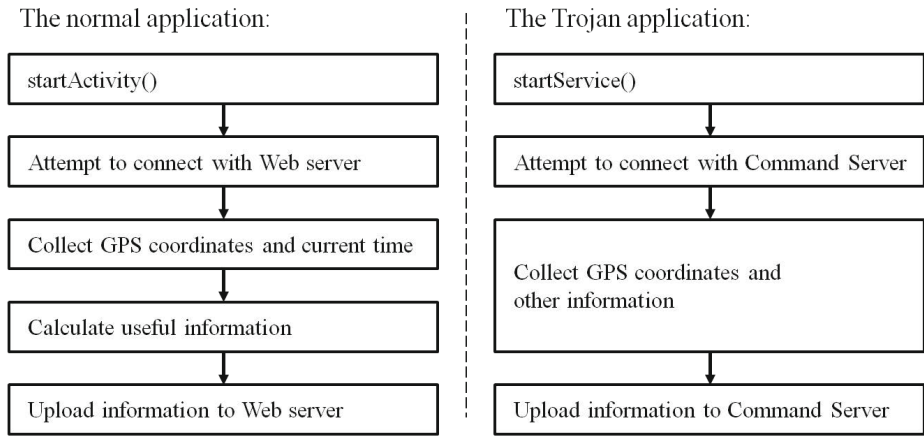 The normal application:
startActivity()
Attempt to connect with Web server
Collect GPS coordinates and current time
Calculate useful information
Upload information to Web server
The Trojan application:
startService()
Attempt to connect with Command Server
Collect GPS coordinates and
other information
Upload information to Command Server